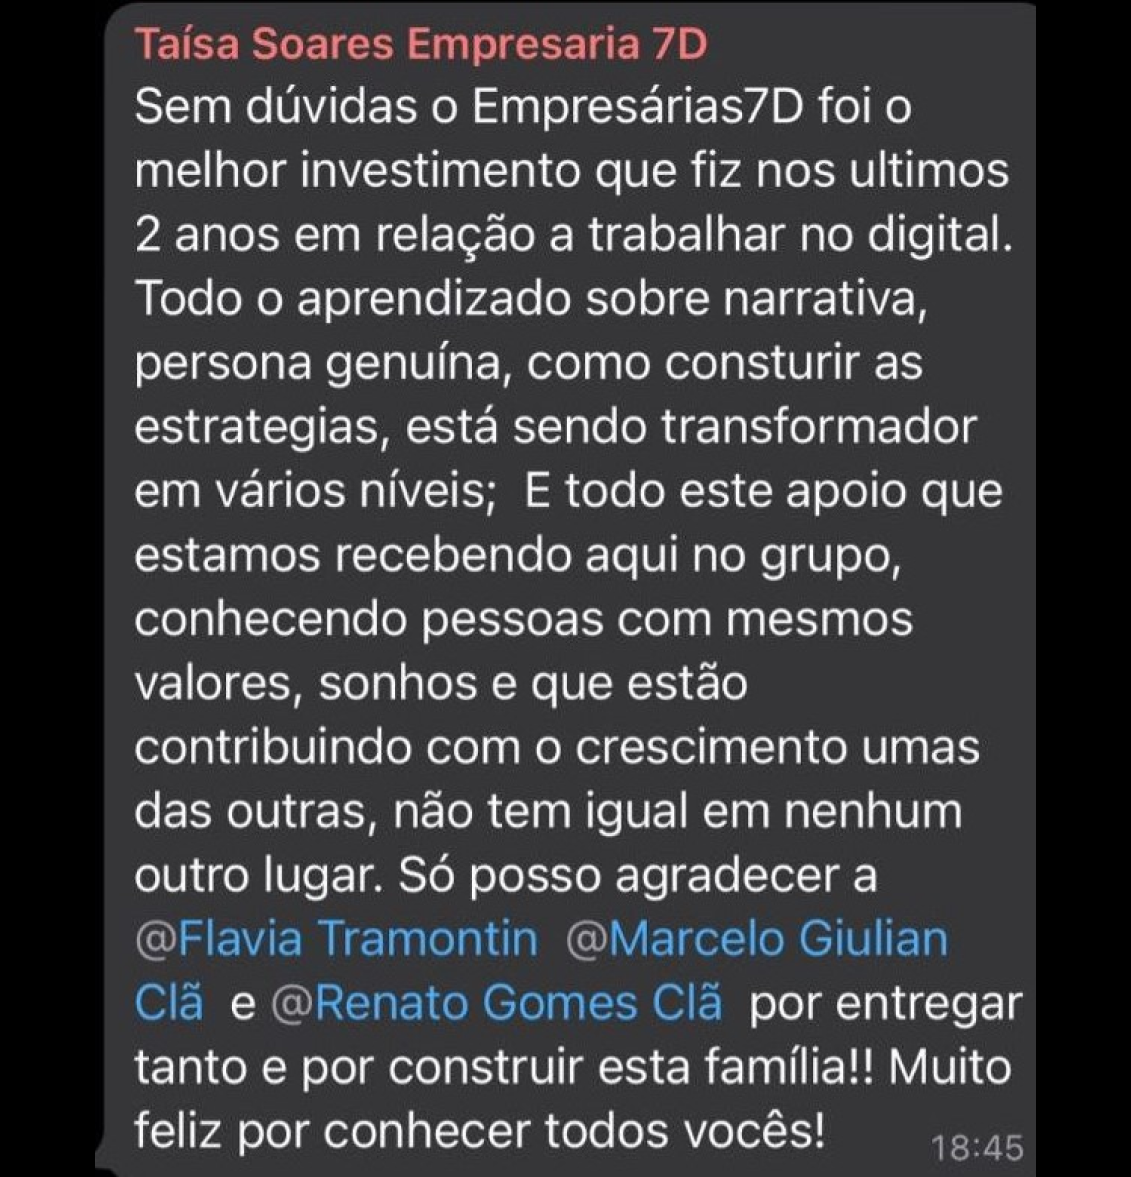 Taísa Soares Empresaria 7D
Sem dúvidas o Empresárias7D foi o
melhor investimento que fiz nos ultimos
2 anos em relação a trabalhar no digital.
Todo o aprendizado sobre narrativa,
persona genuína, como consturir as
estrategias, está sendo transformador
em vários níveis;  E todo este apoio que
estamos recebendo aqui no grupo,
conhecendo pessoas com mesmos
valores, sonhos e que estão
contribuindo com o crescimento umas
das outras, não tem igual em nenhum
outro lugar. Só posso agradecer a
@Flavia Tramontin  @Marcelo Giulian
Clã  e @Renato Gomes Clã  por entregar
tanto e por construir esta família!! Muito
feliz por conhecer todos vocês!
18:45